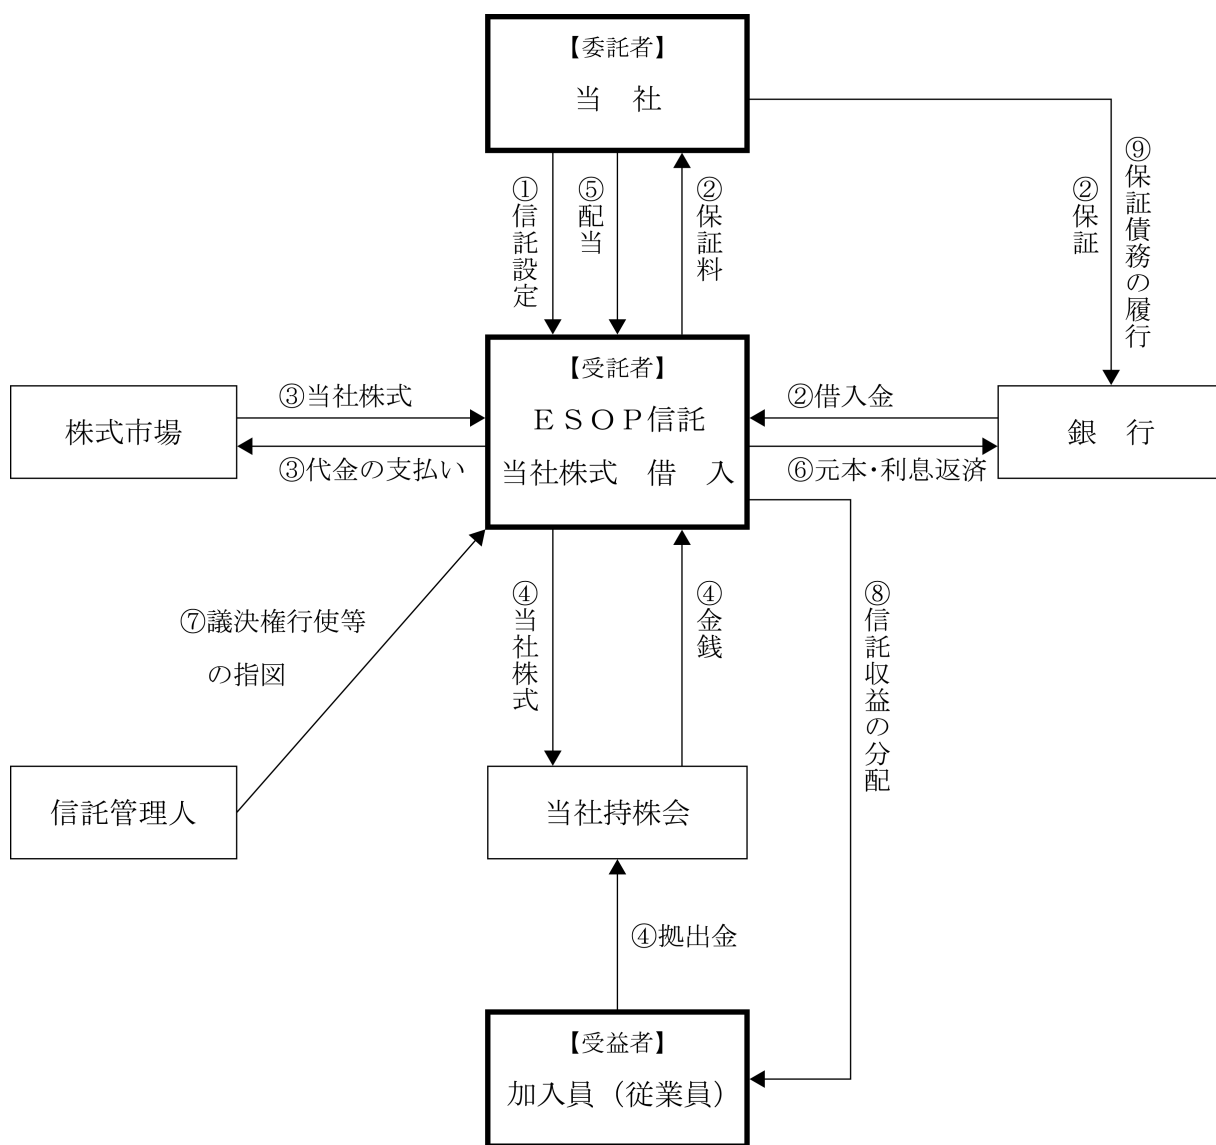 【委託者】
当　社
①信託設定
⑤配当
②保証料
②保証
⑨保証債務の履行
株式市場
③当社株式
③代金の支払い
【受託者】
ＥＳＯＰ信託
当社株式　借　入
②借入金
⑥元本・利息返済
銀　行
⑦議決権行使等
の指図
④当社株式
④金銭
⑧信託収益の分配
信託管理人
当社持株会
④拠出金
【受益者】
加入員（従業員）